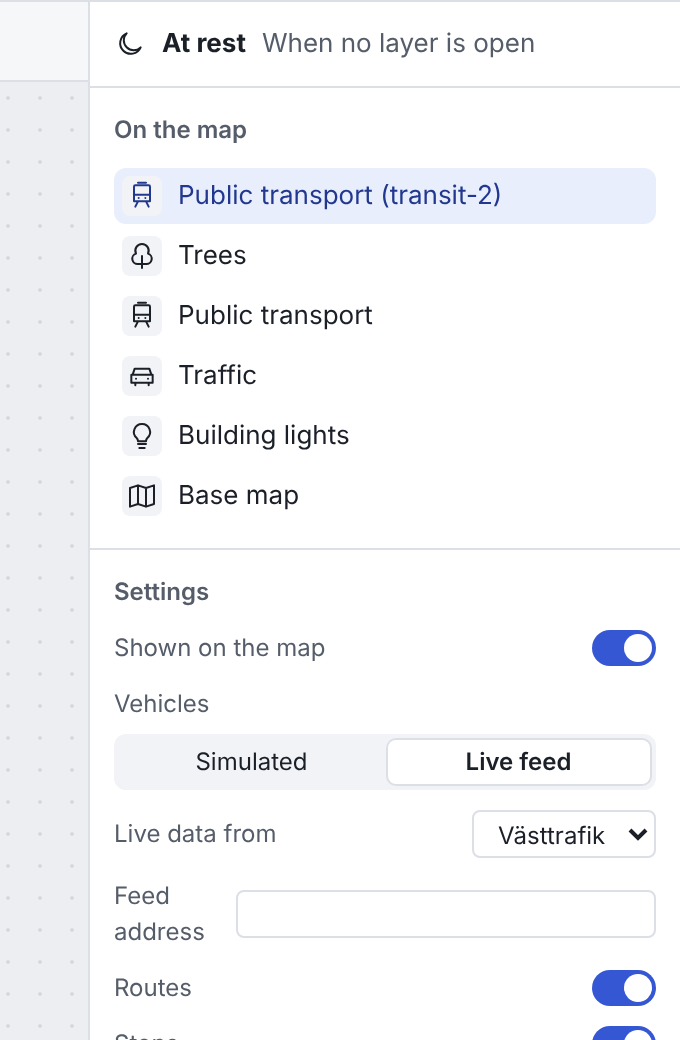 At rest When no layer is open
On the map
Public transport (transit-2)
Trees
Public transport
Traffic
Building lights
Base map
Settings
Shown on the map
Vehicles
Simulated Live feed
Live data from Västtrafik
Feed
address
Routes